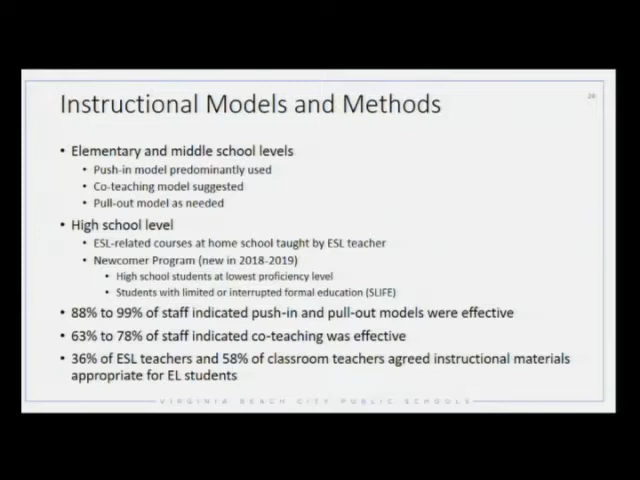 Instructional Models and Methods
26
• Elementary and middle school levels
• Push-in model predominantly used
• Co-teaching model suggested
• Pull-out model as needed
• High school level
• ESL-related courses at home school taught by ESL teacher
• Newcomer Program (new in 2018-2019)
• High school students at lowest proficiency level
• Students with limited or interrupted formal education (SLIFE)
• 88% to 99% of staff indicated push-in and pull-out models were effective
• 63% to 78% of staff indicated co-teaching was effective
• 36% of ESL teachers and 58% of classroom teachers agreed instructional materials
appropriate for EL students
VIRGINIA BEACH CITY PUBLIC SCHOOLS